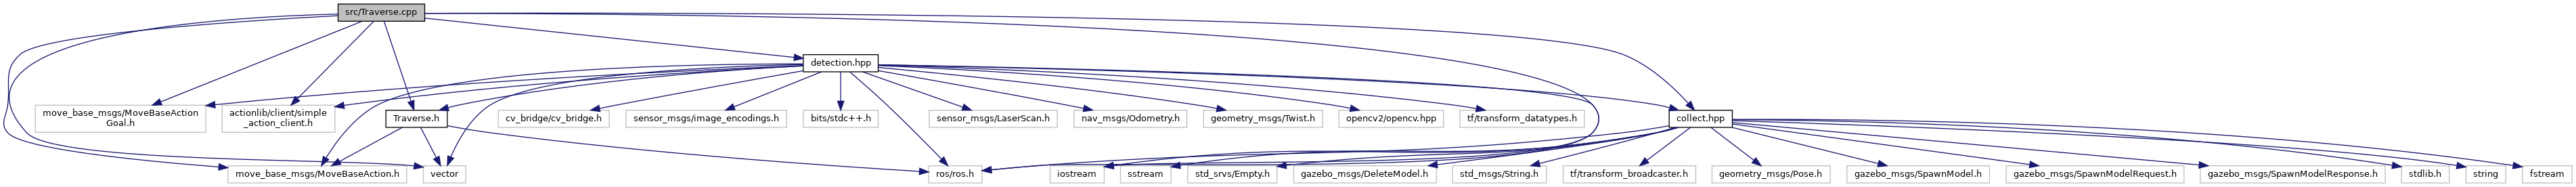 src/Traverse.cpp
detection.hpp
move_base_msgs/MoveBaseAction
Goal.h
actionlib/client/simple
_action_client.h
Traverse.h
cv_bridge/cv_bridge.h
sensor_msgs/image_encodings.h
bits/stdc++.h
sensor_msgs/LaserScan.h
nav_msgs/Odometry.h
geometry_msgs/Twist.h
opencv2/opencv.hpp
tf/transform_datatypes.h
collect.hpp
move_base_msgs/MoveBaseAction.h
vector
ros/ros.h
iostream
sstream
std_srvs/Empty.h
gazebo_msgs/DeleteModel.h
std_msgs/String.h
tf/transform_broadcaster.h
geometry_msgs/Pose.h
gazebo_msgs/SpawnModel.h
gazebo_msgs/SpawnModelRequest.h
gazebo_msgs/SpawnModelResponse.h
stdlib.h
string
fstream